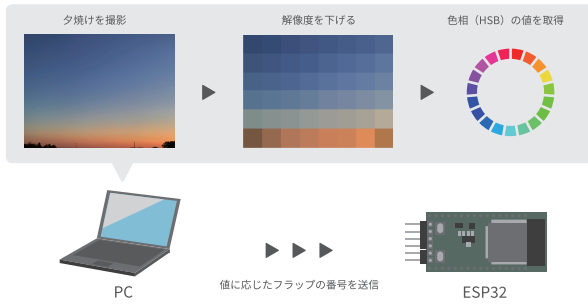 夕焼けを撮影
解像度を下げる
色相（HSB）の値を取得
値に応じたフラップの番号を送信
PC
ESP32